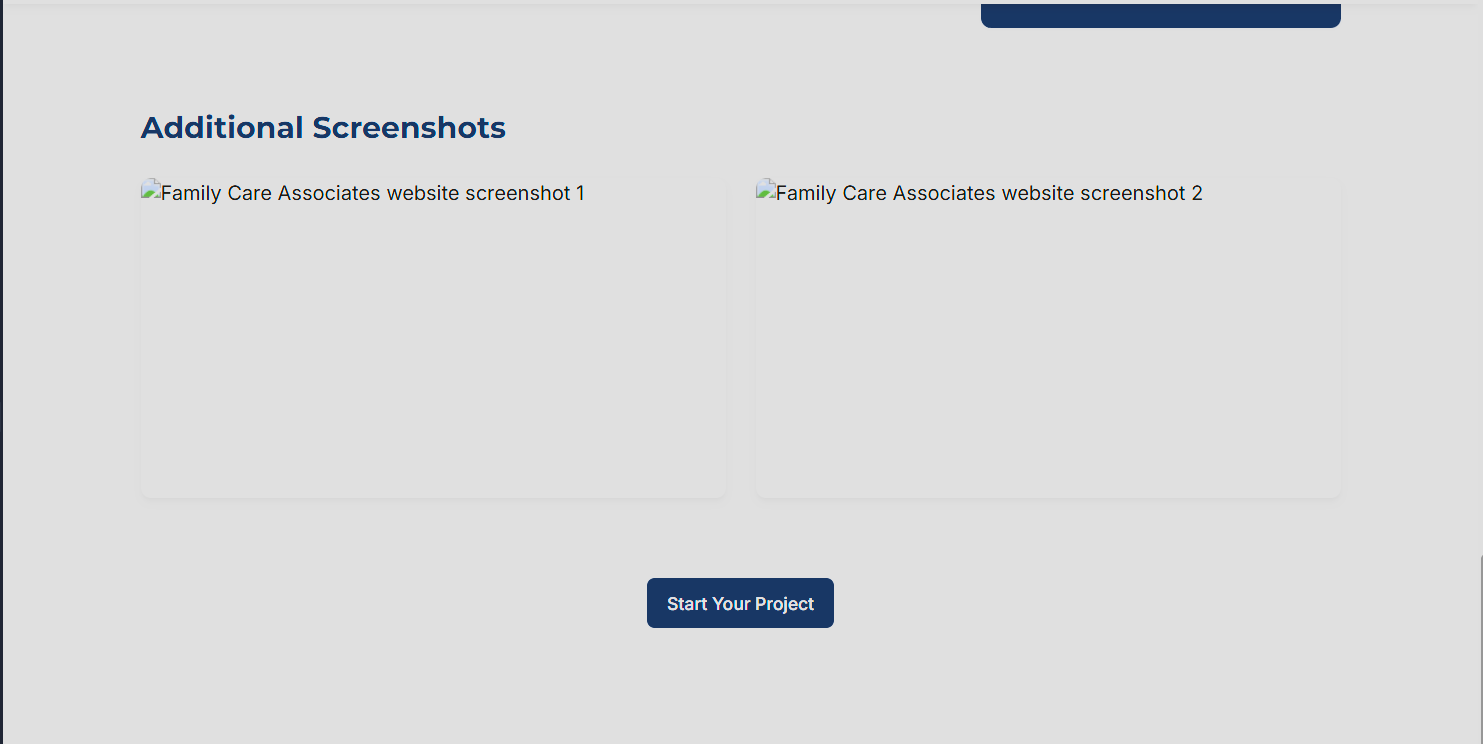 Additional Screenshots
Family Care Associates website screenshot 1
Family Care Associates website screenshot 2
Start Your Project